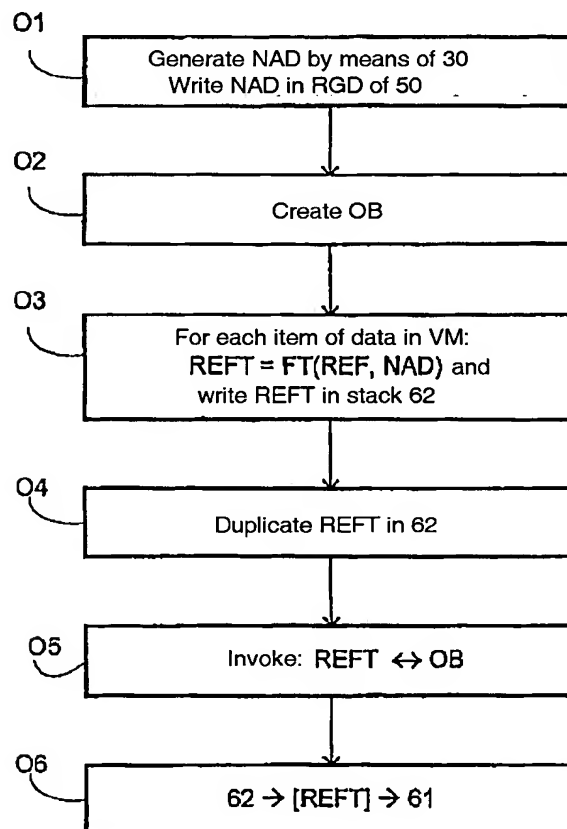 O1
Generate NAD by means of 30
Write NAD in RGD of 50
O2
Create OB
O3
For each item of data in VM:
REFT = FT(REF, NAD) and
write REFT in stack 62
O4
Duplicate REFT in 62
O5
Invoke: REFT ↔ OB
O6
62 → [REFT] → 61